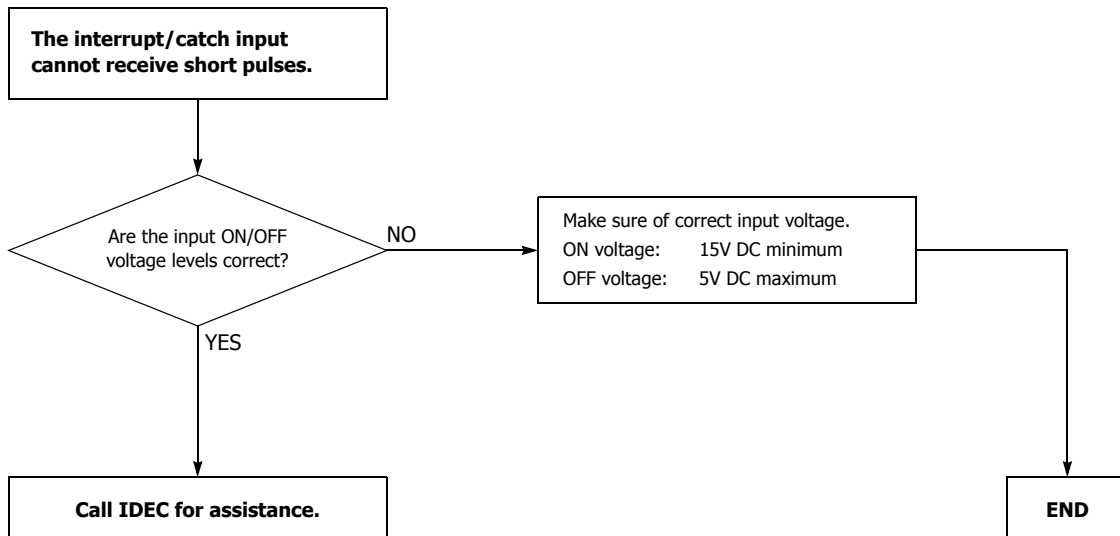 The interrupt/catch input
cannot receive short pulses.
Are the input ON/OFF
voltage levels correct?
NO
Make sure of correct input voltage.
ON voltage: 15V DC minimum
OFF voltage: 5V DC maximum
YES
Call IDEC for assistance.
END